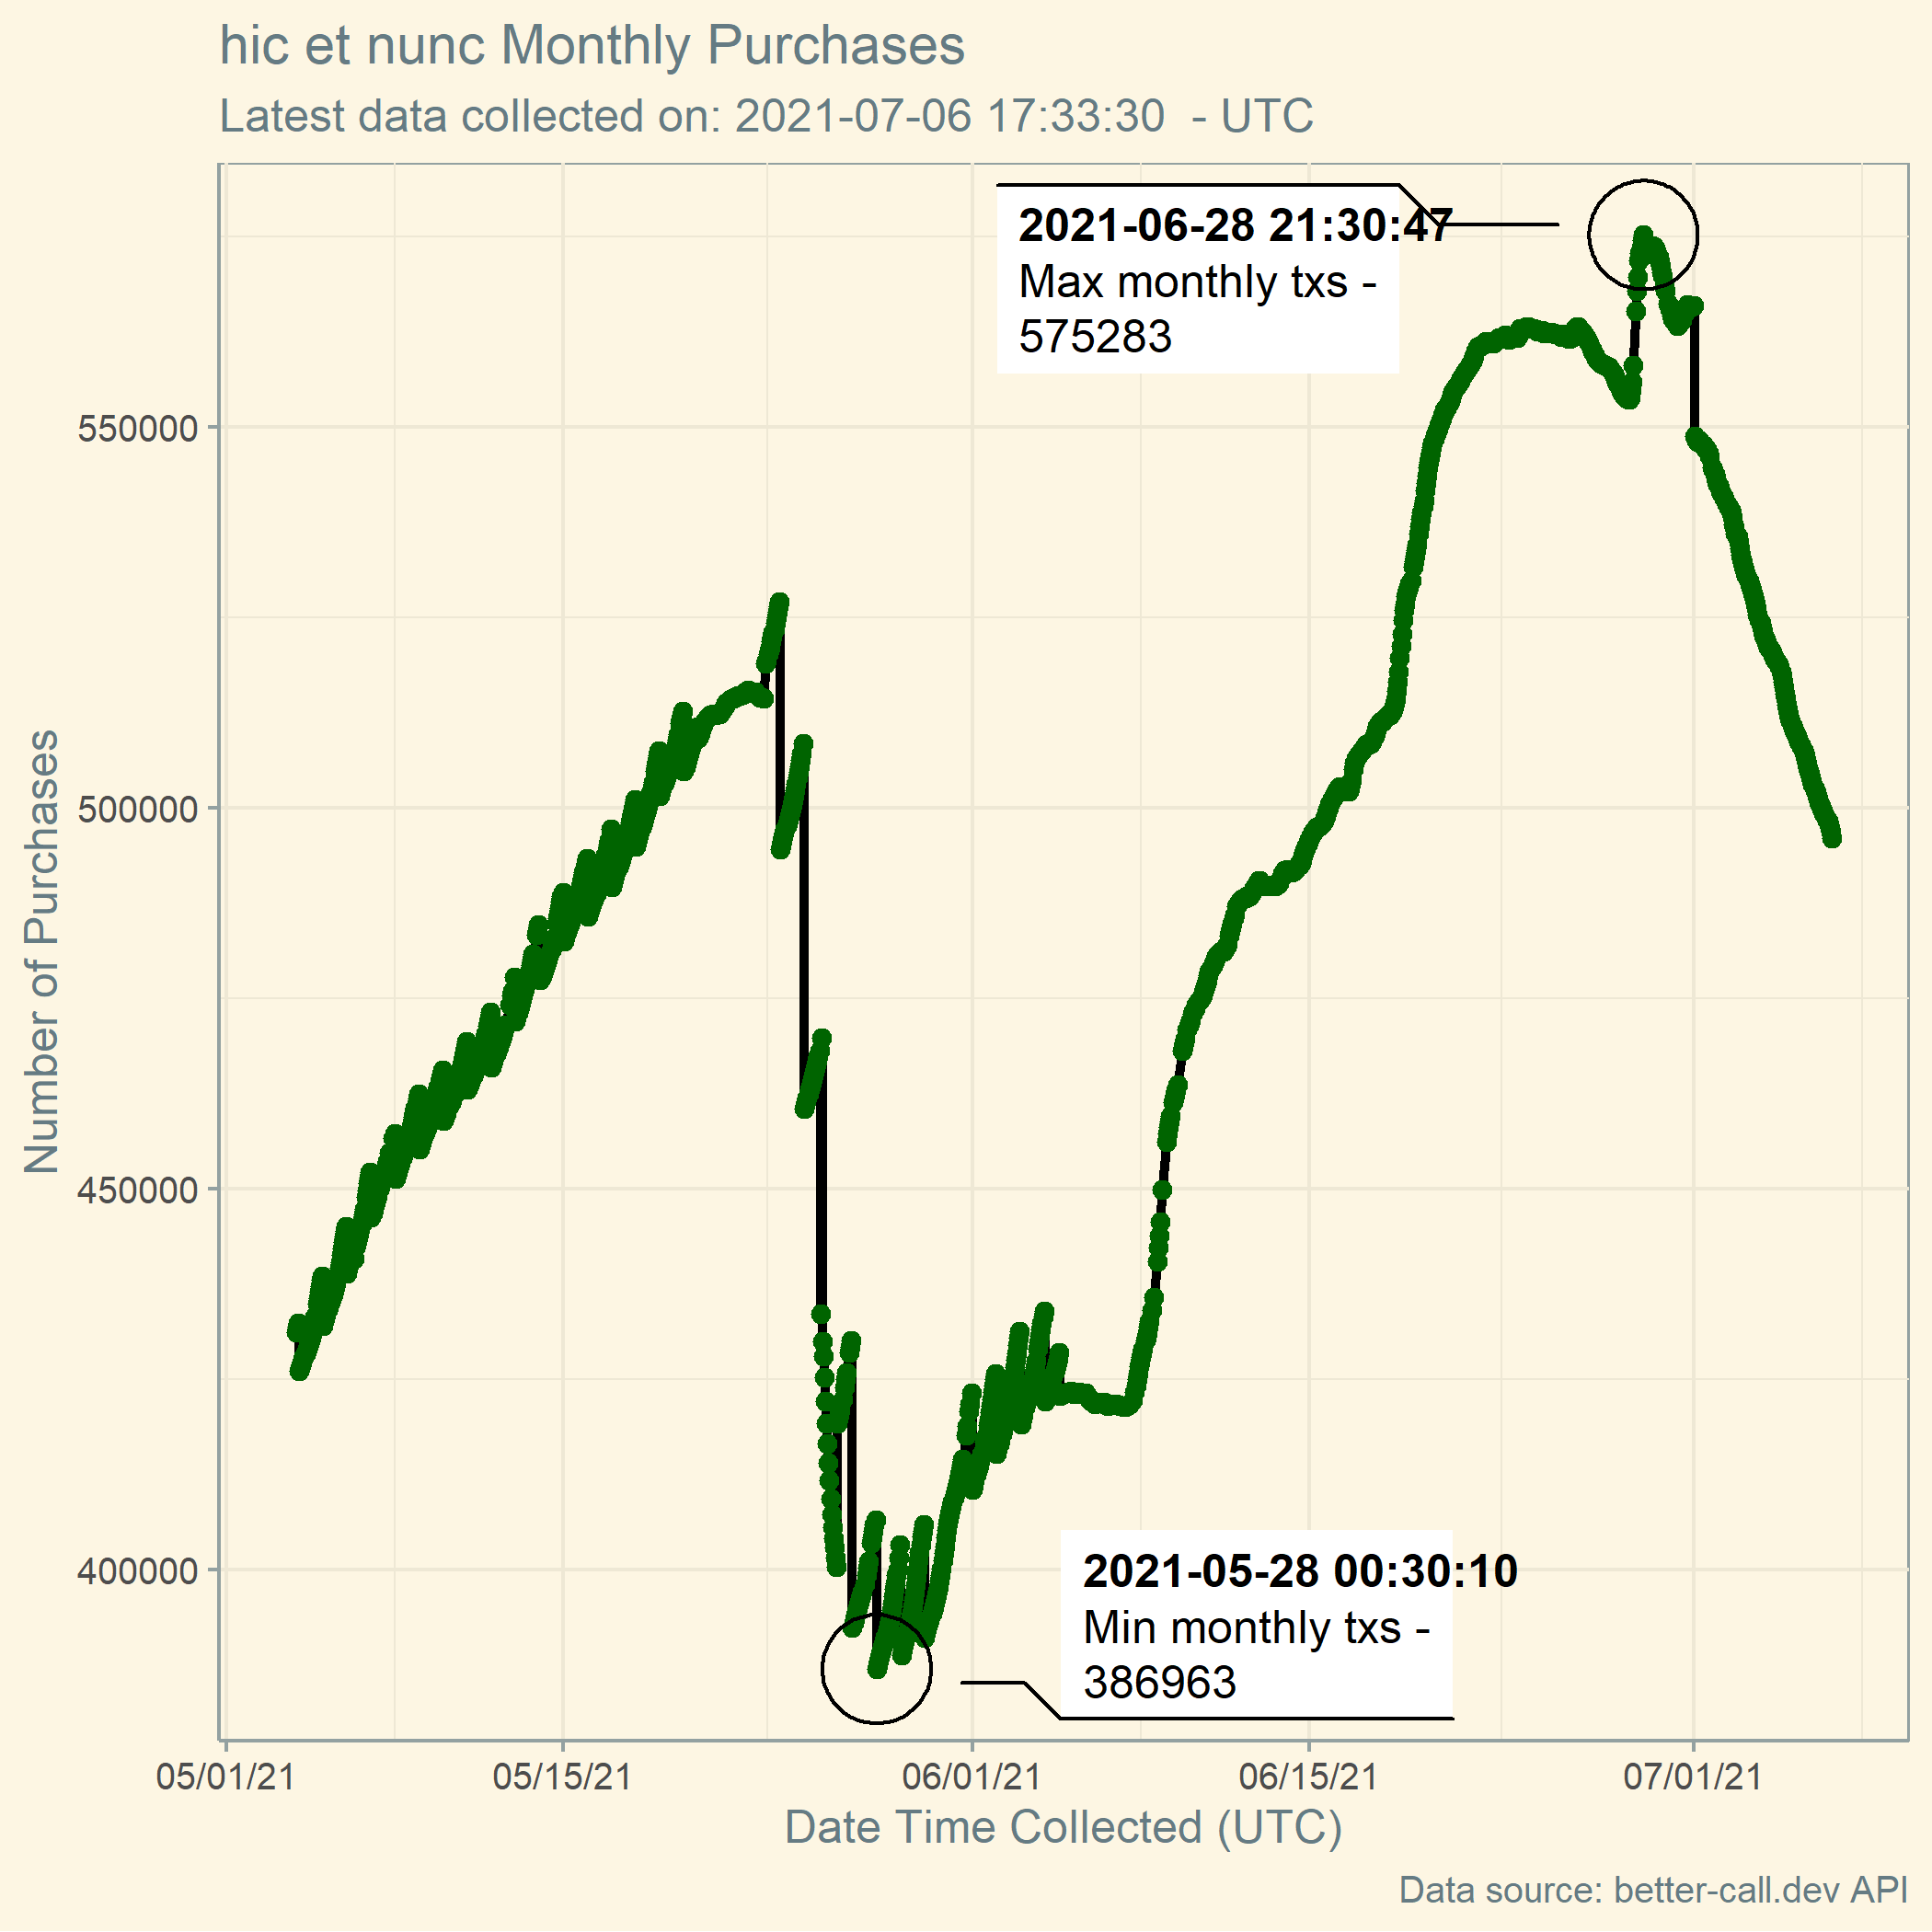 hic et nunc Monthly Purchases
Latest data collected on: 2021-07-06 17:33:30  - UTC
2021-06-28 21:30:47
Max monthly txs -
575283
550000
500000
450000
400000
Number of Purchases
2021-05-28 00:30:10
Min monthly txs -
386963
05/01/21 05/15/21 06/01/21 06/15/21 07/01/21
Date Time Collected (UTC)
Data source: better-call.dev API